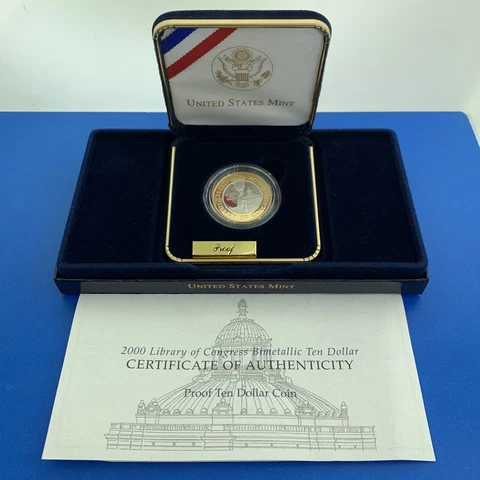 UNITED STATES MINT
Proof
UNITED STATES MINT
2000 Library of Congress Bimetallic Ten Dollar
CERTIFICATE OF AUTHENTICITY
Proof Ten Dollar Coin